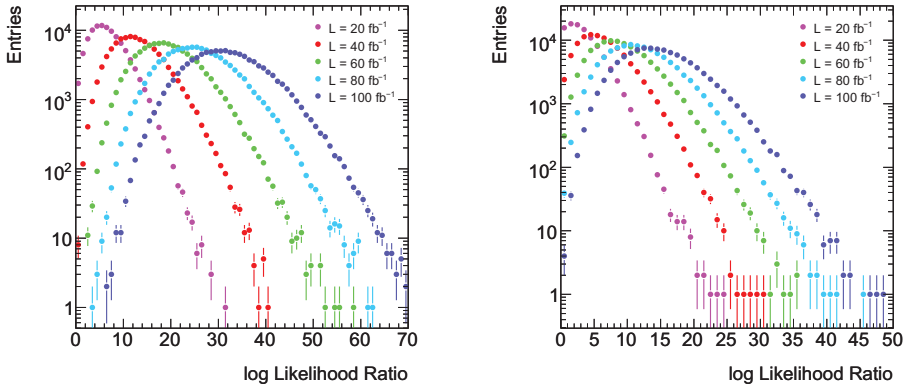 Entries
10⁴
10³
10²
10
1
L = 20 fb⁻¹
L = 40 fb⁻¹
L = 60 fb⁻¹
L = 80 fb⁻¹
L = 100 fb⁻¹
0 10 20 30 40 50 60 70
log Likelihood Ratio
Entries
10⁴
10³
10²
10
1
L = 20 fb⁻¹
L = 40 fb⁻¹
L = 60 fb⁻¹
L = 80 fb⁻¹
L = 100 fb⁻¹
0 5 10 15 20 25 30 35 40 45 50
log Likelihood Ratio